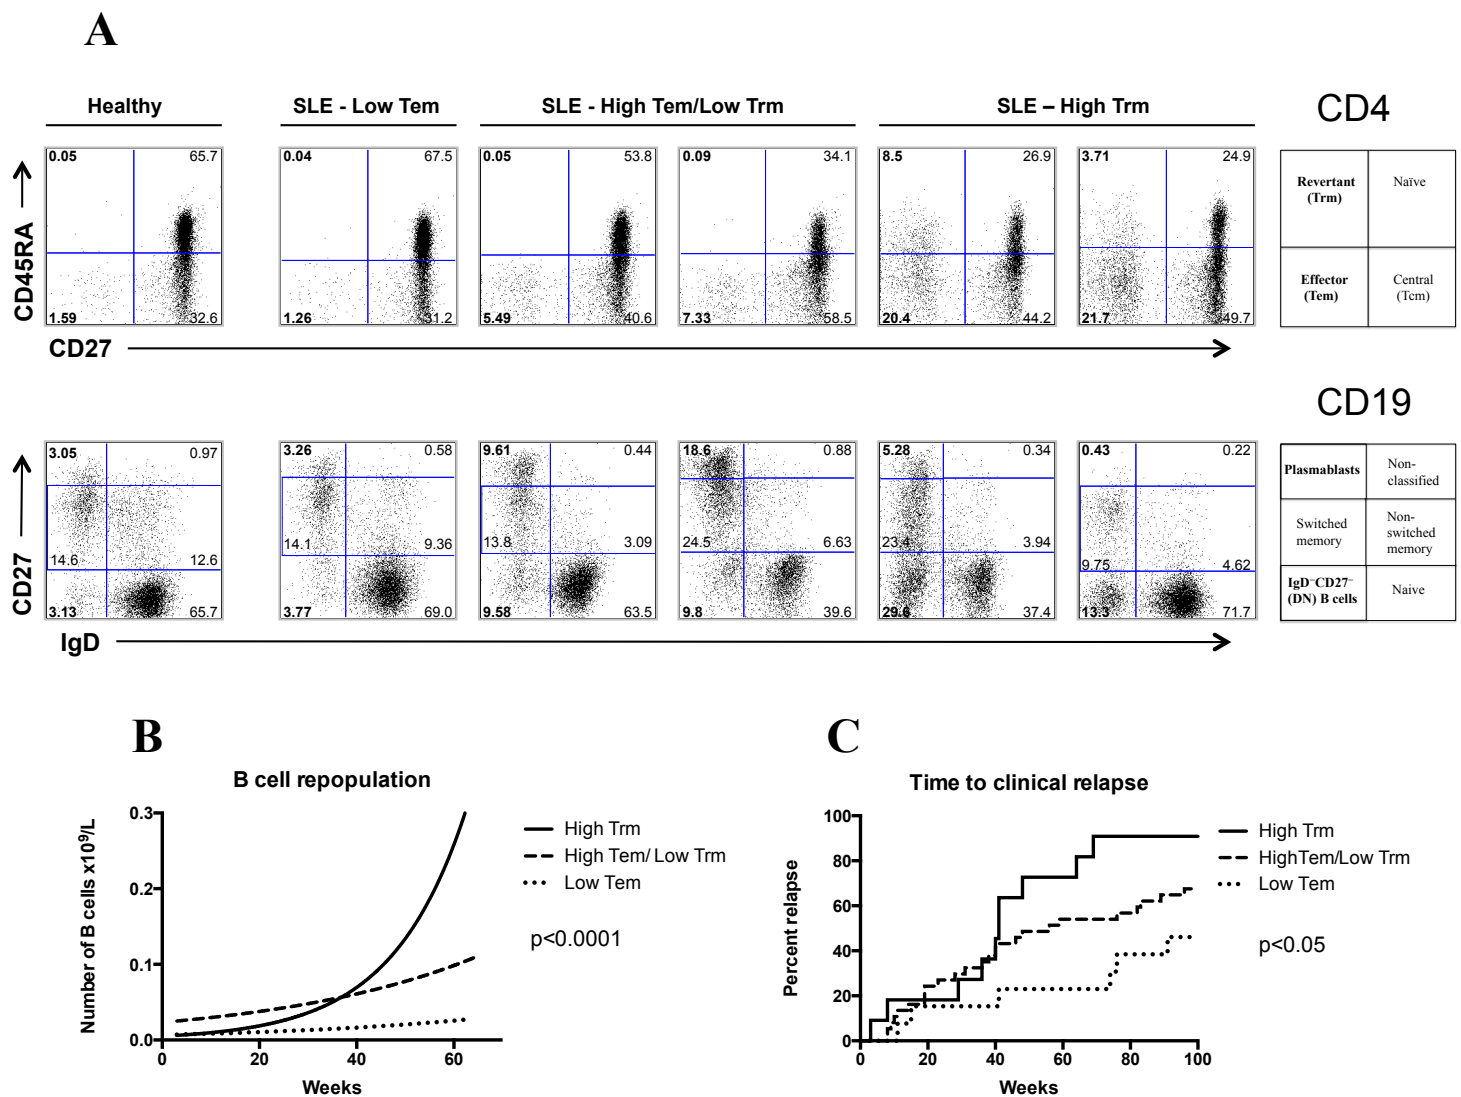 A
Healthy
SLE - Low Tem
SLE - High Tem/Low Trm
SLE – High Trm
CD4
0.05 65.7
0.04 67.5
0.05 53.8
0.09 34.1
8.5 26.9
3.71 24.9
CD45RA
Revertant
(Trm)
Naïve
Effector
(Tem)
Central
(Tcm)
1.59 32.6
1.26 31.2
5.49 40.6
7.33 58.5
20.4 44.2
21.7 49.7
CD27
CD19
3.05 0.97
3.26 0.58
9.61 0.44
18.6 0.88
5.28 0.34
0.43 0.22
Plasmablasts
Non-
classified
CD27
14.6 12.6
14.1 9.36
13.8 3.09
24.5 6.63
23.4 3.94
9.75 4.62
Switched
memory
Non-
switched
memory
3.13 65.7
3.77 69.0
9.58 63.5
9.8 39.6
29.6 37.4
13.3 71.7
IgD⁻CD27⁻
(DN) B cells
Naive
IgD
B
B cell repopulation
Number of B cells x10⁹/L
0.3
0.2
0.1
0.0
0 20 40 60
Weeks
High Trm
High Tem/ Low Trm
Low Tem
p<0.0001
C
Time to clinical relapse
Percent relapse
100
80
60
40
20
0
0 20 40 60 80 100
Weeks
High Trm
HighTem/Low Trm
Low Tem
p<0.05